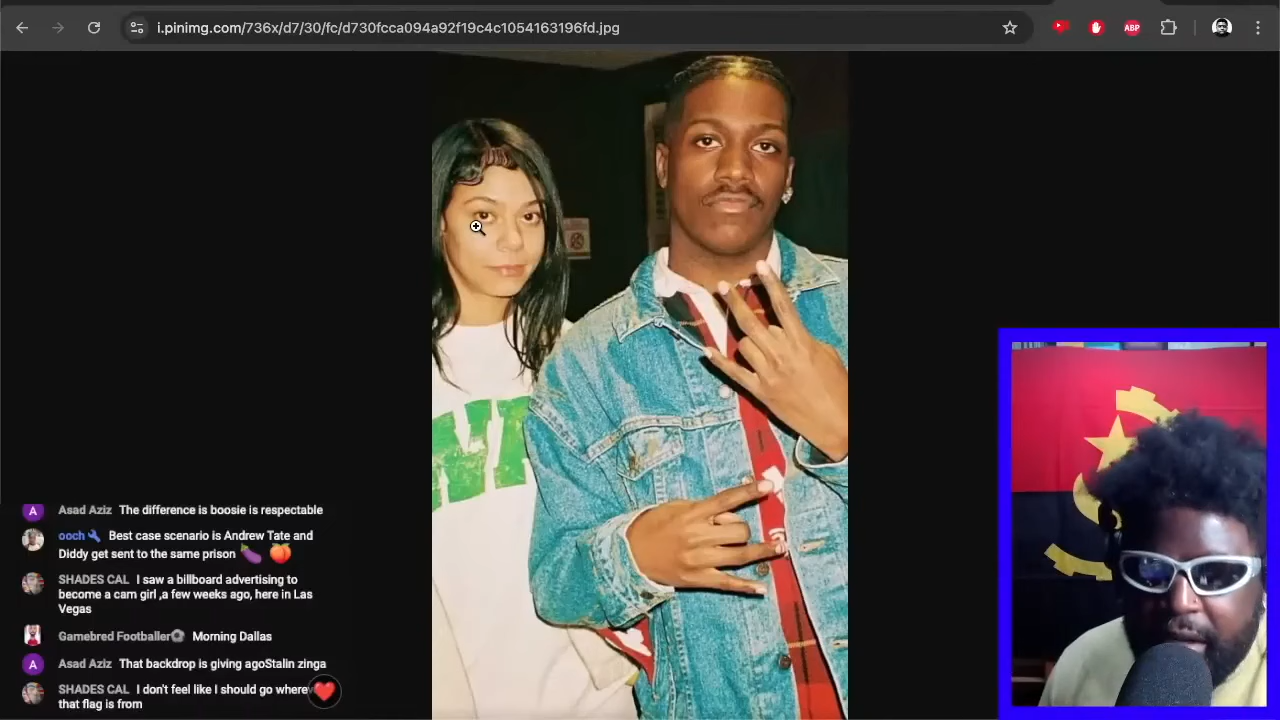 i.pinimg.com/736x/d7/30/fc/d730fcca094a92f19c4c1054163196fd.jpg
ABP
A Asad Aziz The difference is boosie is respectable
ooch Best case scenario is Andrew Tate and
Diddy get sent to the same prison
SHADES CAL I saw a billboard advertising to
become a cam girl ,a few weeks ago, here in Las
Vegas
Gamebred Footballer Morning Dallas
A Asad Aziz That backdrop is giving agoStalin zinga
SHADES CAL I don't feel like I should go where
that flag is from